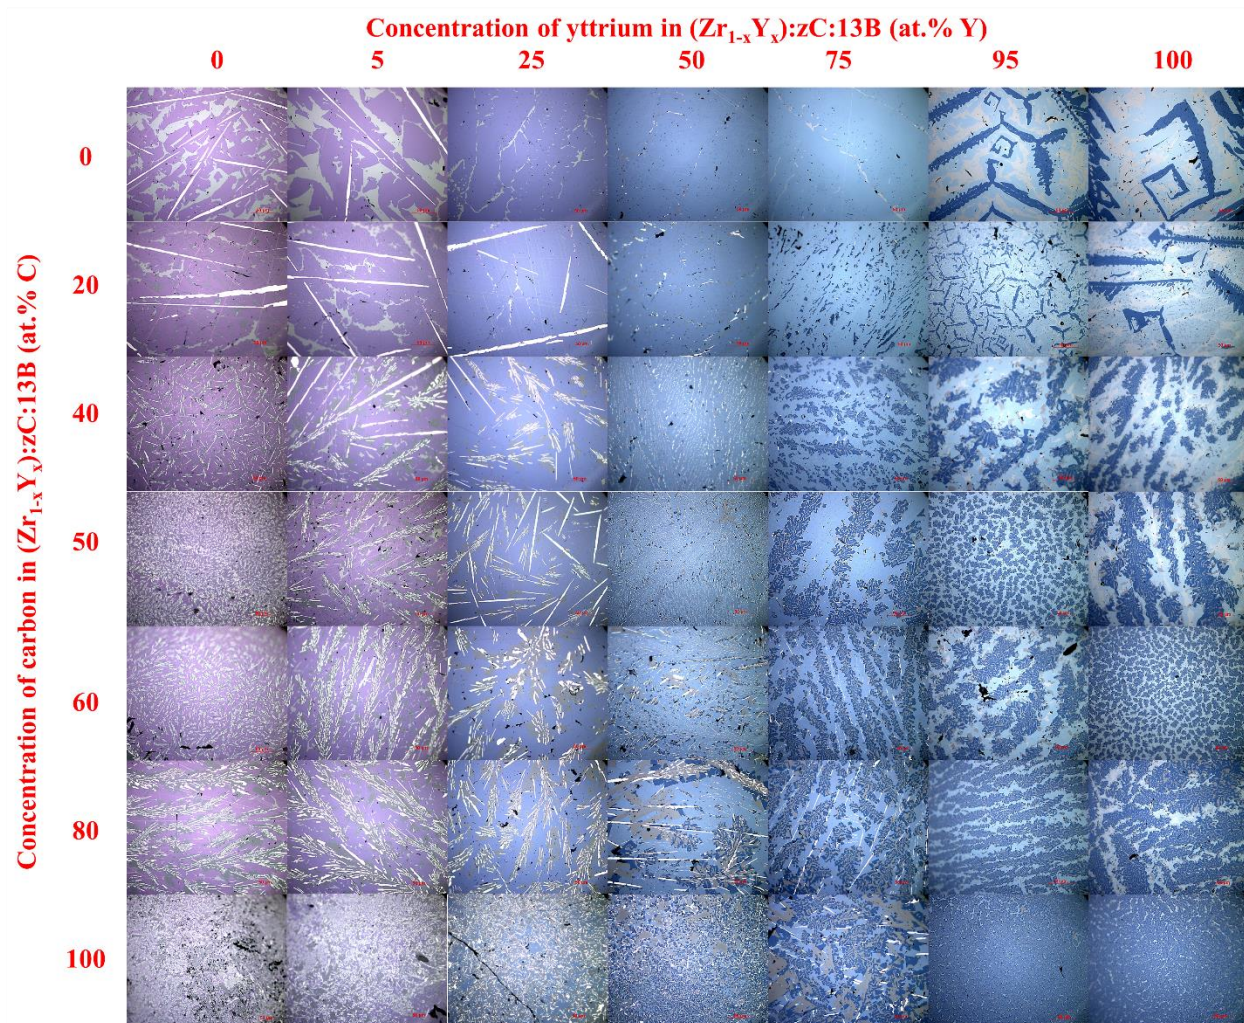 Concentration of yttrium in (Zr1-xYx):zC:13B (at.% Y)
0 5 25 50 75 95 100
Concentration of carbon in (Zr1-xYx):zC:13B (at.% C)
0
20
40
50
60
80
100